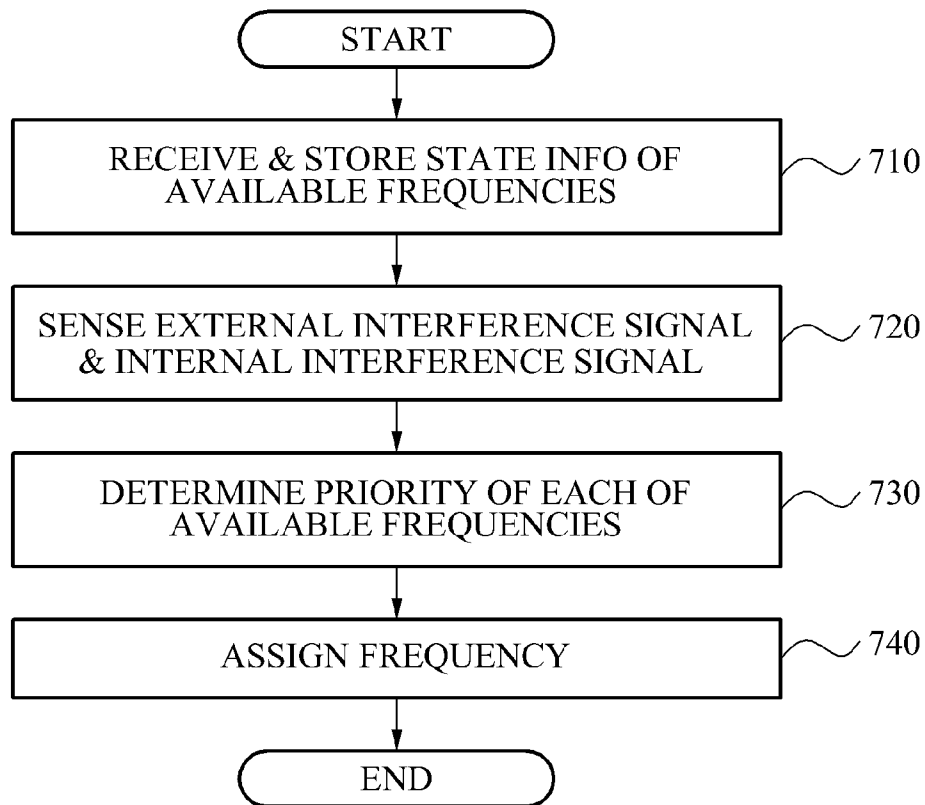 START
RECEIVE & STORE STATE INFO OF
AVAILABLE FREQUENCIES
710
SENSE EXTERNAL INTERFERENCE SIGNAL
& INTERNAL INTERFERENCE SIGNAL
720
DETERMINE PRIORITY OF EACH OF
AVAILABLE FREQUENCIES
730
ASSIGN FREQUENCY
740
END